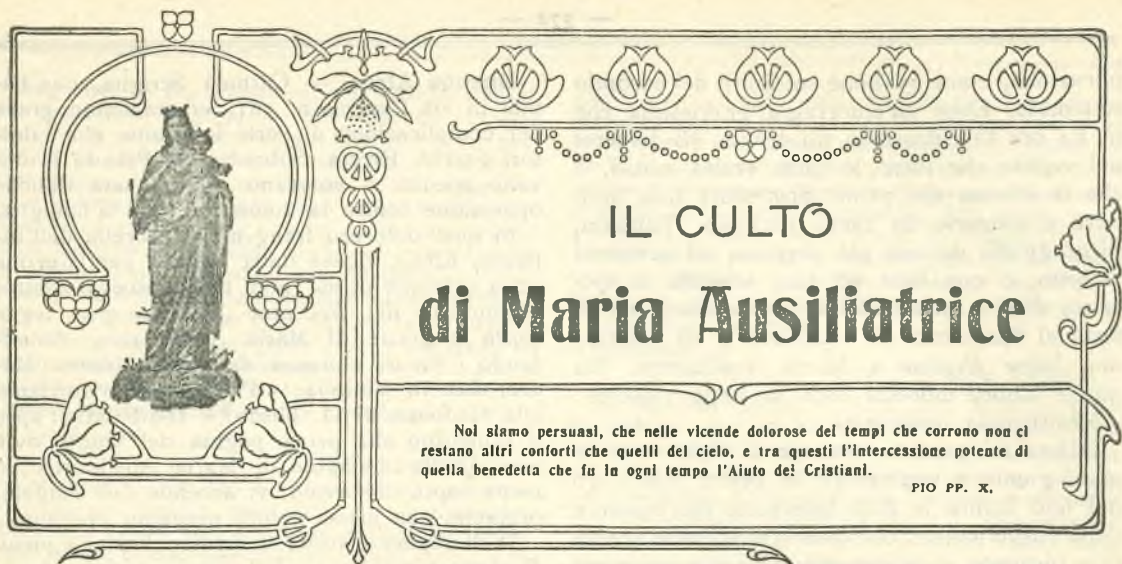 IL CULTO
di Maria Ausiliatrice
Noi siamo persuasi, che nelle vicende dolorose dei tempi che corrono non ci
restano altri conforti che quelli del cielo, e tra questi l'intercessione potente di
quella benedetta che fu in ogni tempo l'Aiuto dei Cristiani.
PIO PP. X.